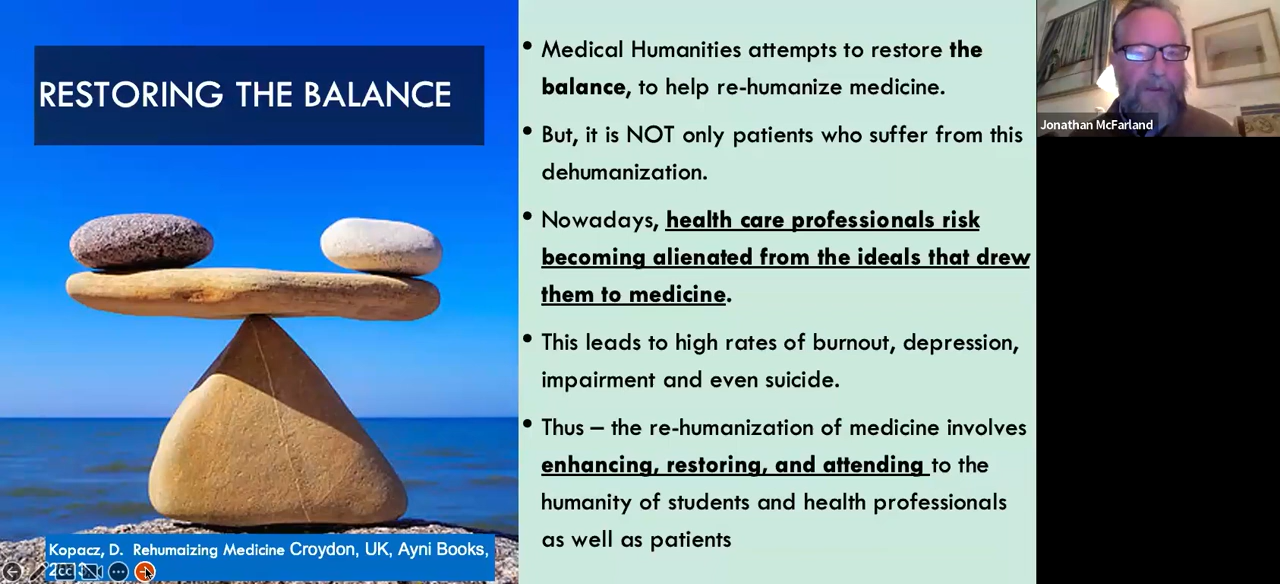 RESTORING THE BALANCE
• Medical Humanities attempts to restore the
balance, to help re-humanize medicine.
• But, it is NOT only patients who suffer from this
dehumanization.
• Nowadays, health care professionals risk
becoming alienated from the ideals that drew
them to medicine.
• This leads to high rates of burnout, depression,
impairment and even suicide.
• Thus – the re-humanization of medicine involves
enhancing, restoring, and attending to the
humanity of students and health professionals
as well as patients
Kopacz, D. Rehumaizing Medicine Croydon, UK, Ayni Books,
Jonathan McFarland